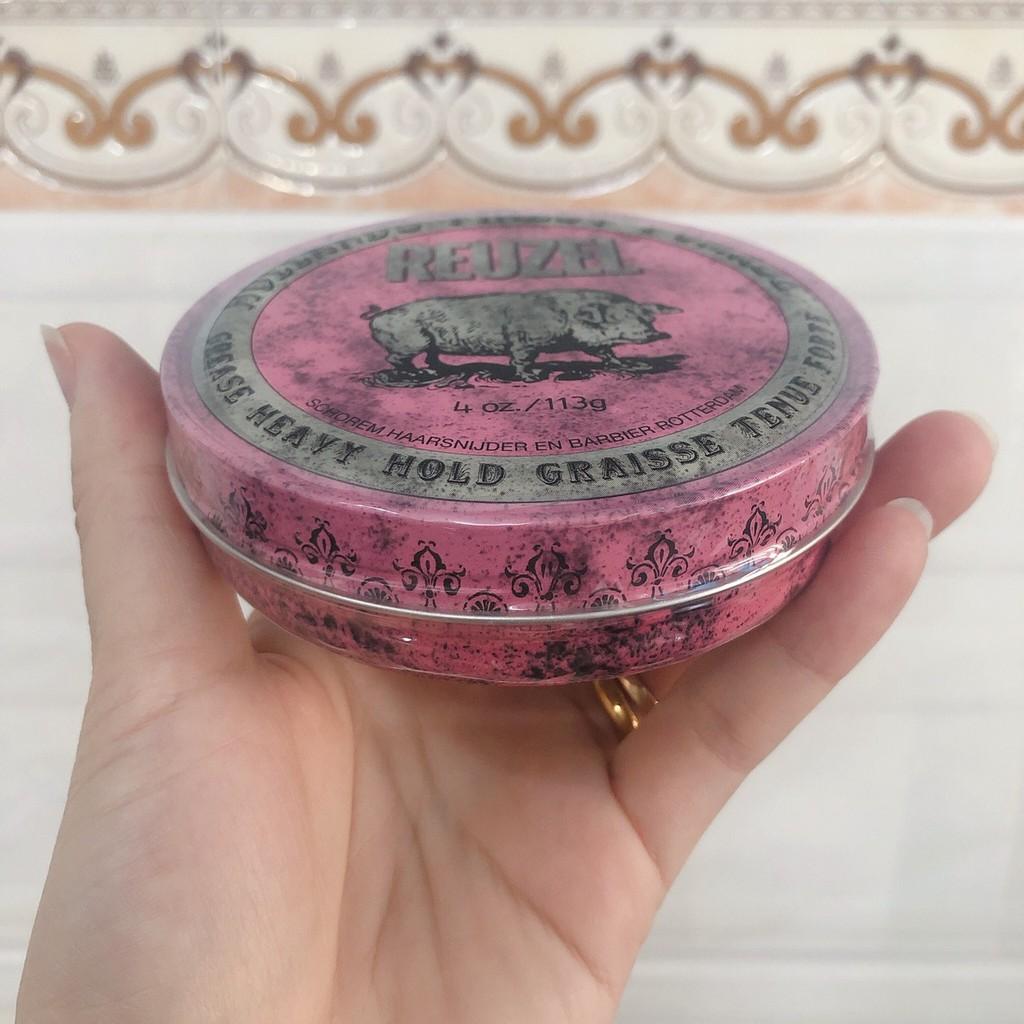 REUZEL
4 oz./113g
SCHOREM HAARSNIJDER EN BARBIER ROTTERDAM
GREASE HEAVY HOLD GRAISSE TENUE FORTE